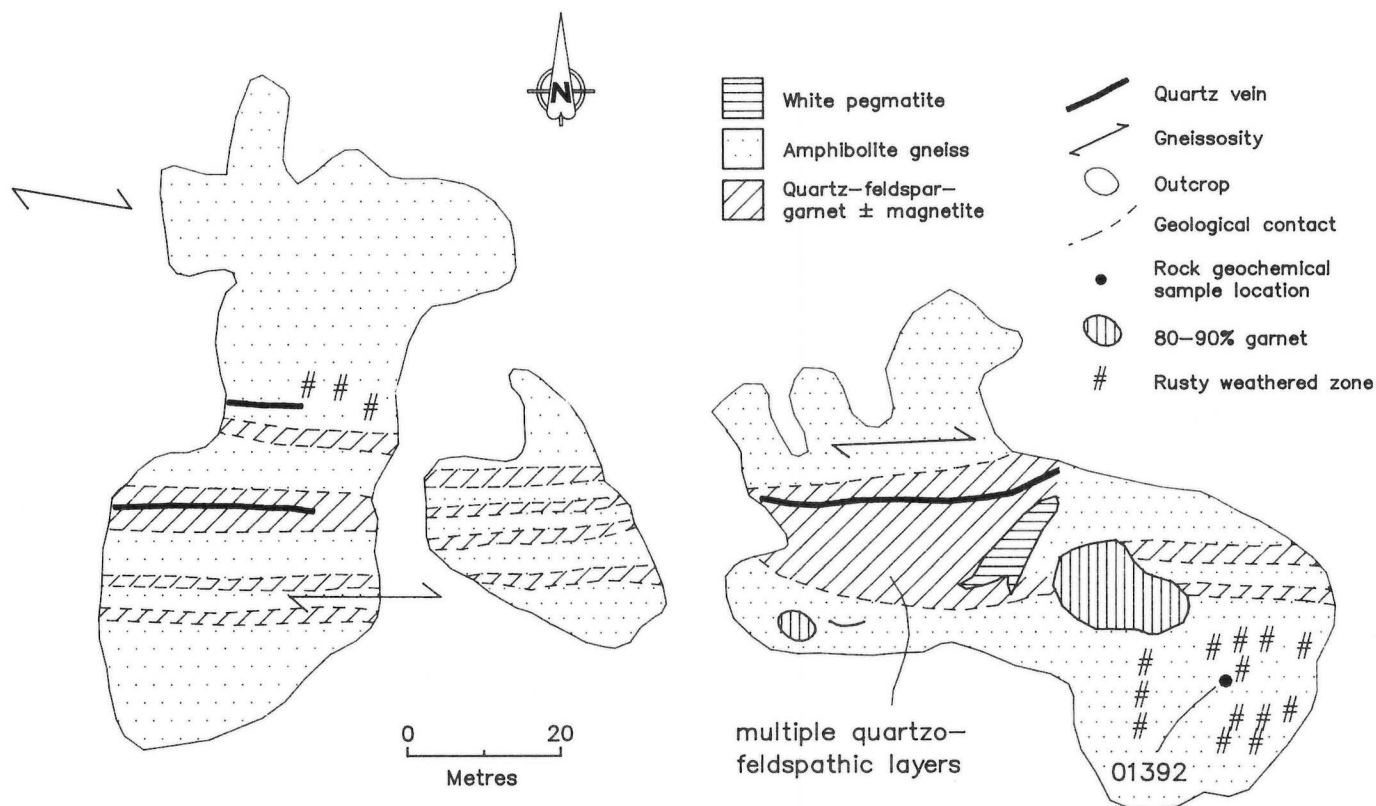 N
White pegmatite
Amphibolite gneiss
Quartz-feldspar-
garnet ± magnetite
Quartz vein
Gneissosity
Outcrop
Geological contact
Rock geochemical
sample location
80-90% garnet
Rusty weathered zone
0 20
Metres
multiple quartzo-
feldspathic layers
01392